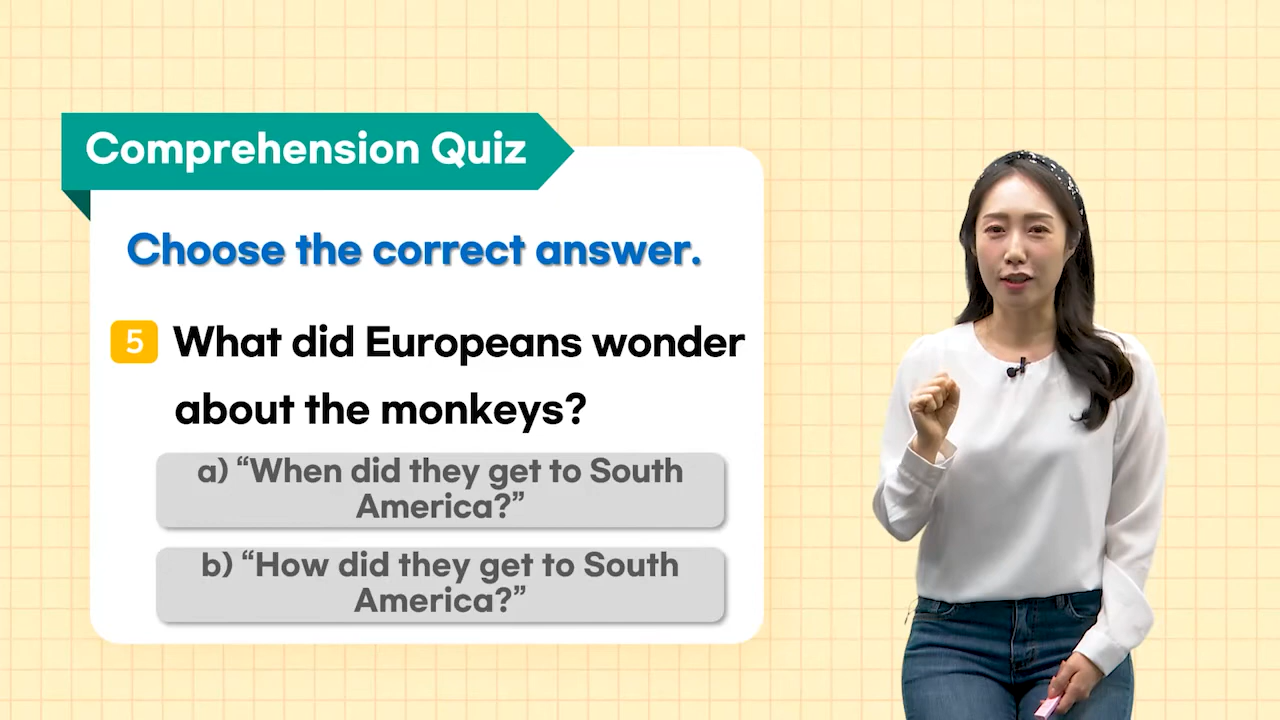 Comprehension Quiz
Choose the correct answer.
5 What did Europeans wonder
about the monkeys?
a) “When did they get to South
America?”
b) “How did they get to South
America?”